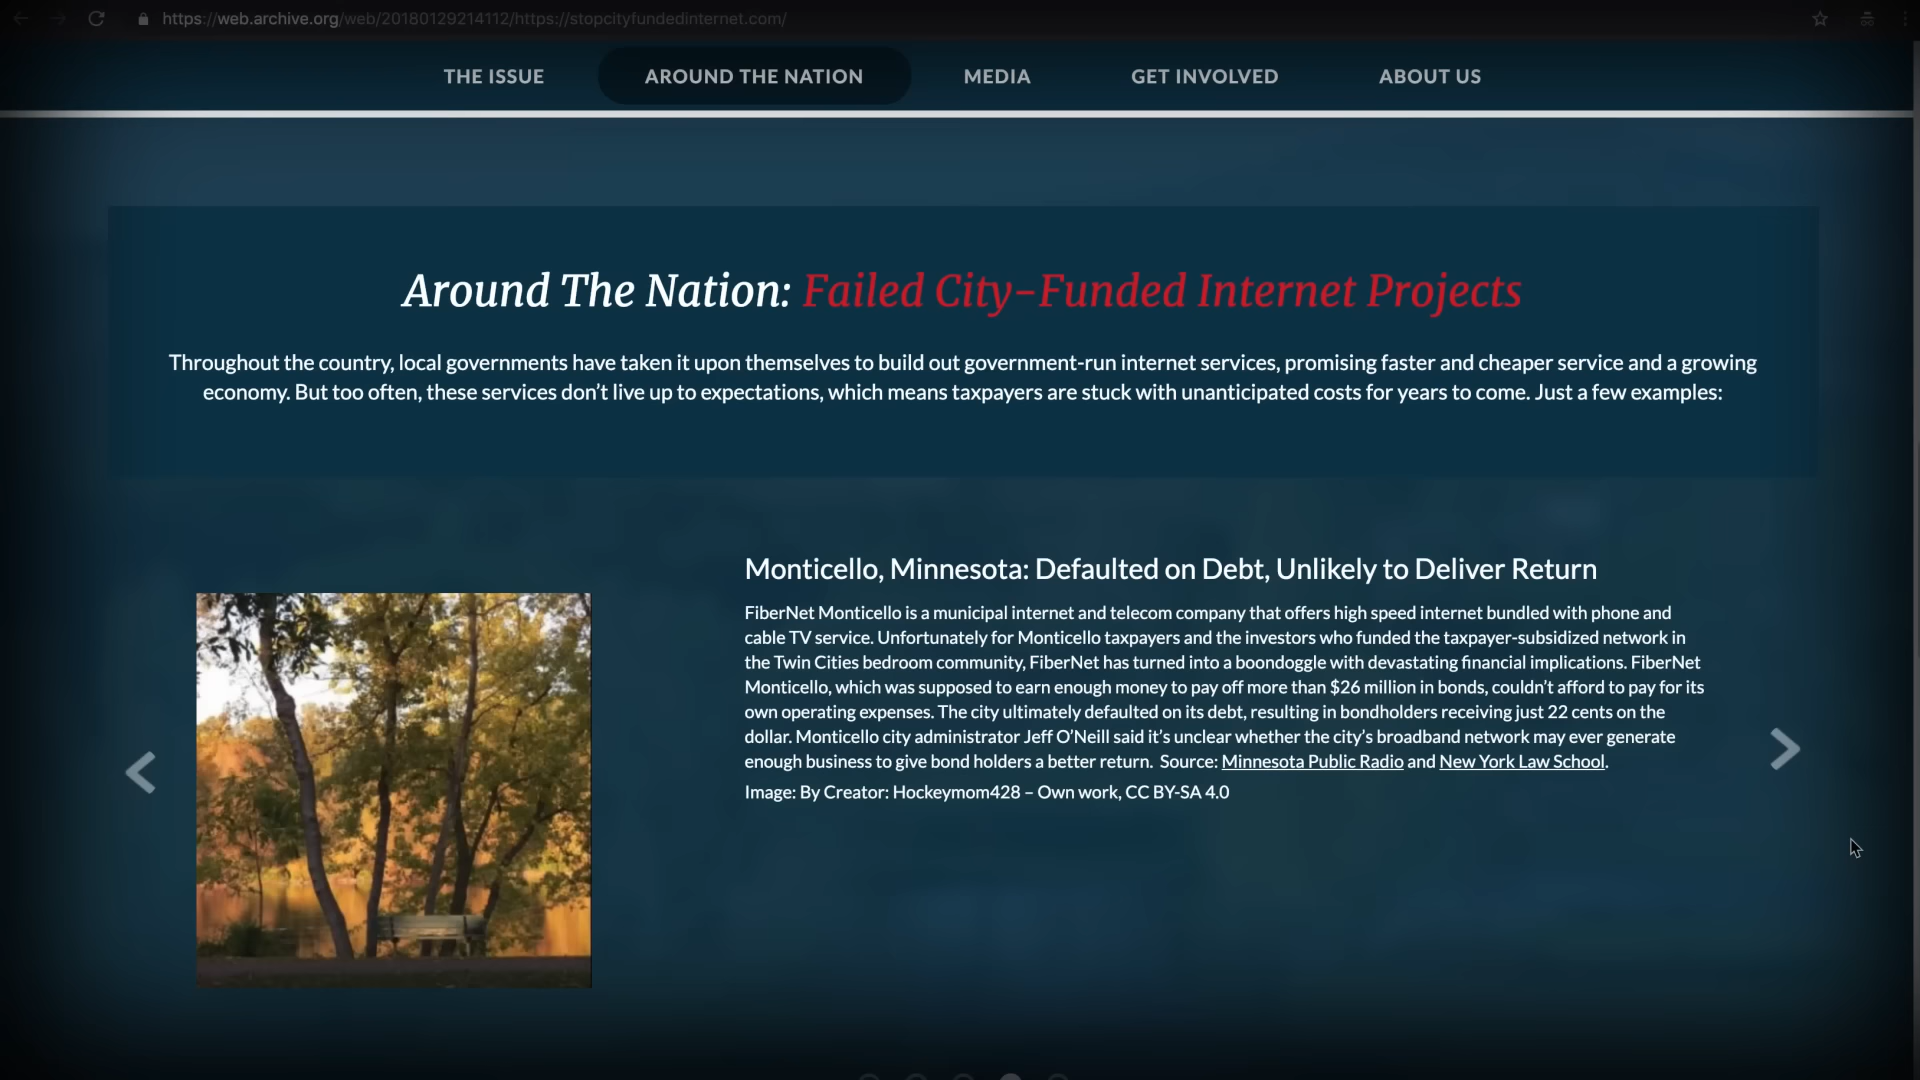 https://web.archive.org/web/20180129214112/https://stopcityfundedinternet.com/
THE ISSUE
AROUND THE NATION
MEDIA
GET INVOLVED
ABOUT US
Around The Nation: Failed City-Funded Internet Projects
Throughout the country, local governments have taken it upon themselves to build out government-run internet services, promising faster and cheaper service and a growing
economy. But too often, these services don’t live up to expectations, which means taxpayers are stuck with unanticipated costs for years to come. Just a few examples:
Monticello, Minnesota: Defaulted on Debt, Unlikely to Deliver Return
FiberNet Monticello is a municipal internet and telecom company that offers high speed internet bundled with phone and
cable TV service. Unfortunately for Monticello taxpayers and the investors who funded the taxpayer-subsidized network in
the Twin Cities bedroom community, FiberNet has turned into a boondoggle with devastating financial implications. FiberNet
Monticello, which was supposed to earn enough money to pay off more than $26 million in bonds, couldn’t afford to pay for its
own operating expenses. The city ultimately defaulted on its debt, resulting in bondholders receiving just 22 cents on the
dollar. Monticello city administrator Jeff O’Neill said it’s unclear whether the city’s broadband network may ever generate
enough business to give bond holders a better return. Source: Minnesota Public Radio and New York Law School.
Image: By Creator: Hockeymom428 – Own work, CC BY-SA 4.0